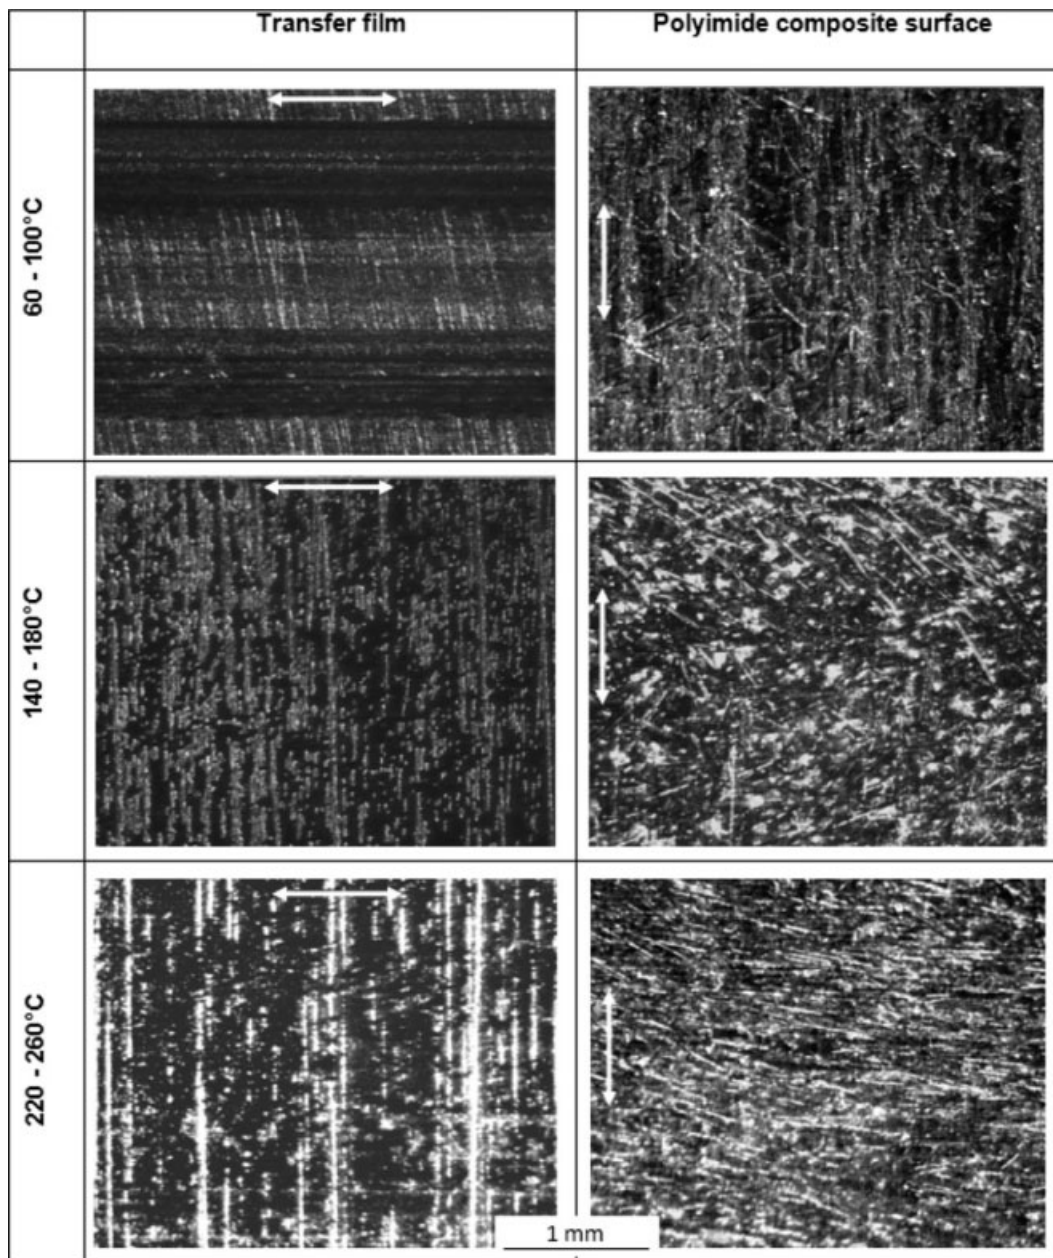 Transfer film
Polyimide composite surface
60 - 100°C
140 - 180°C
220 - 260°C
1 mm